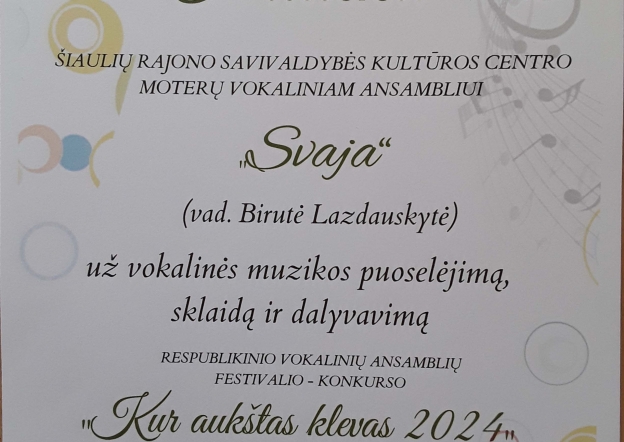 ŠIAULIŲ RAJONO SAVIVALDYBĖS KULTŪROS CENTRO
MOTERŲ VOKALINIAM ANSAMBLIUI
„Svaja“
(vad. Birutė Lazdauskytė)
už vokalinės muzikos puoselėjimą,
sklaidą ir dalyvavimą
RESPUBLIKINIO VOKALINIŲ ANSAMBLIŲ
FESTIVALIO - KONKURSO
„Kur aukštas klevas 2024„